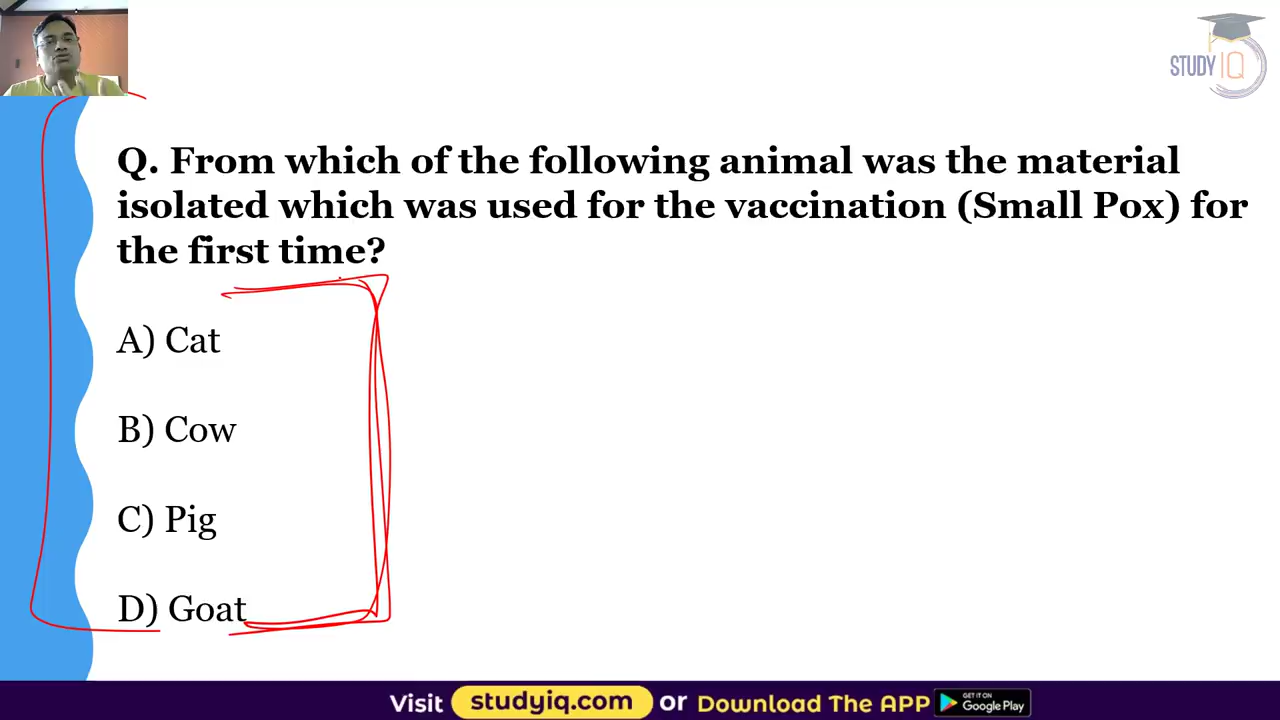 STUDY IQ
Q. From which of the following animal was the material
isolated which was used for the vaccination (Small Pox) for
the first time?
A) Cat
B) Cow
C) Pig
D) Goat
Visit studyiq.com or Download The APP GET IT ON Google Play